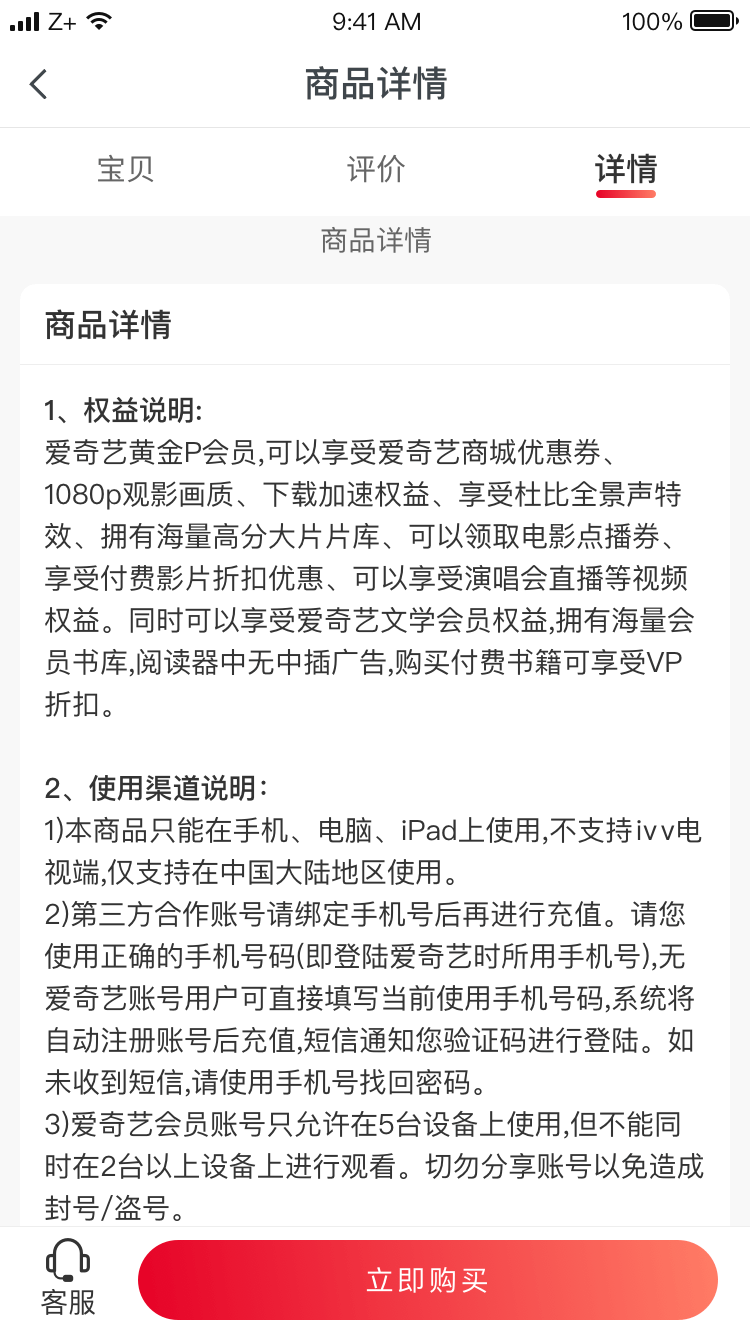 Z+ 9:41 AM 100%
商品详情
宝贝 评价 详情
商品详情
商品详情
1、权益说明:
爱奇艺黄金P会员,可以享受爱奇艺商城优惠券、
1080p观影画质、下载加速权益、享受杜比全景声特
效、拥有海量高分大片片库、可以领取电影点播券、
享受付费影片折扣优惠、可以享受演唱会直播等视频
权益。同时可以享受爱奇艺文学会员权益,拥有海量会
员书库,阅读器中无中插广告,购买付费书籍可享受VP
折扣。
2、使用渠道说明：
1)本商品只能在手机、电脑、iPad上使用,不支持ivv电
视端,仅支持在中国大陆地区使用。
2)第三方合作账号请绑定手机号后再进行充值。请您
使用正确的手机号码(即登陆爱奇艺时所用手机号),无
爱奇艺账号用户可直接填写当前使用手机号码,系统将
自动注册账号后充值,短信通知您验证码进行登陆。如
未收到短信,请使用手机号找回密码。
3)爱奇艺会员账号只允许在5台设备上使用,但不能同
时在2台以上设备上进行观看。切勿分享账号以免造成
封号/盗号。
客服 立即购买